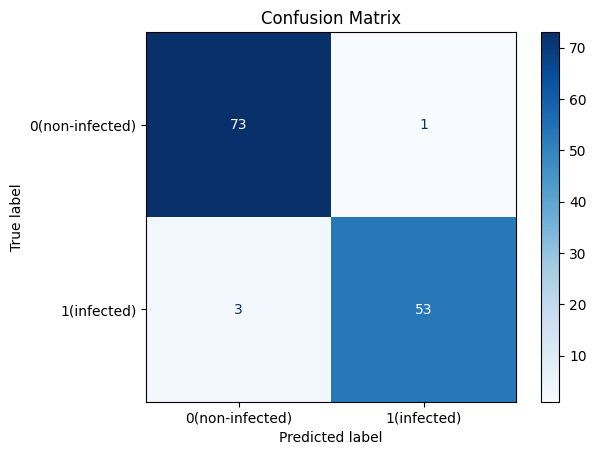 Confusion Matrix
True label
0(non-infected)
73
1
1(infected)
3
53
0(non-infected)
1(infected)
Predicted label
70
60
50
40
30
20
10